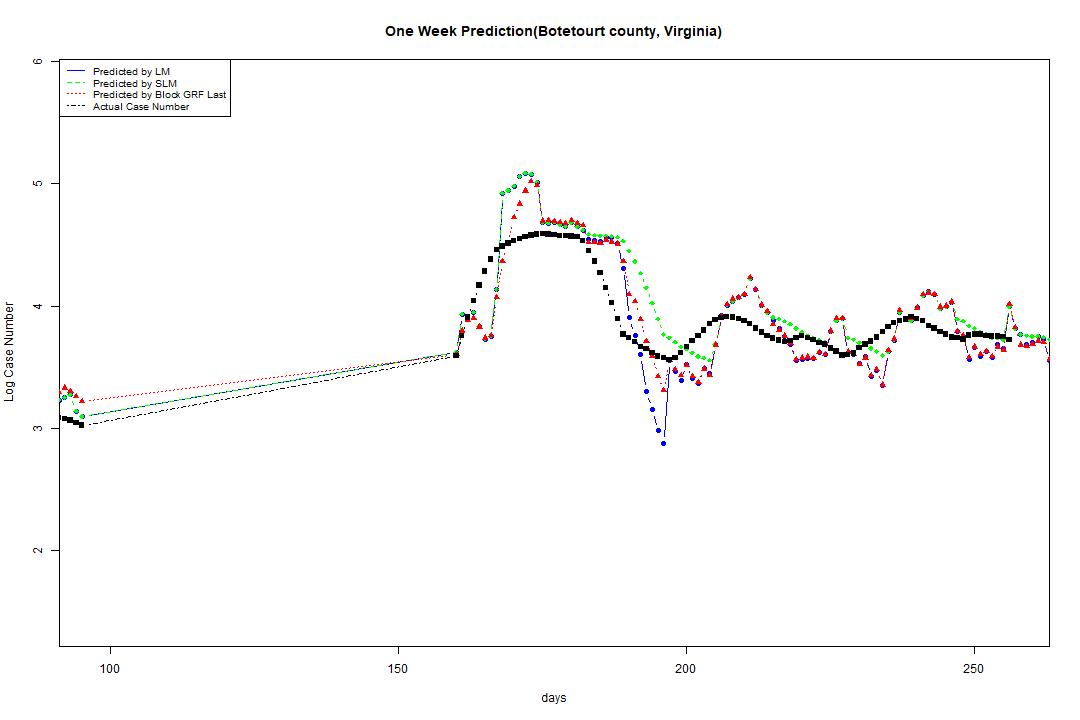 One Week Prediction(Botetourt county, Virginia)
Predicted by LM
Predicted by SLM
Predicted by Block GRF Last
Actual Case Number
6
5
4
3
2
Log Case Number
100
150
200
250
days